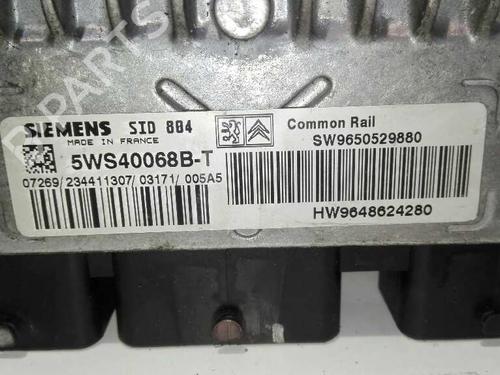 SIEMENS SID 804
MADE IN FRANCE
5WS40068B-T
07269/ 234411307/ 03171/ 005A5
Common Rail
SW9650529880
HW9648624280